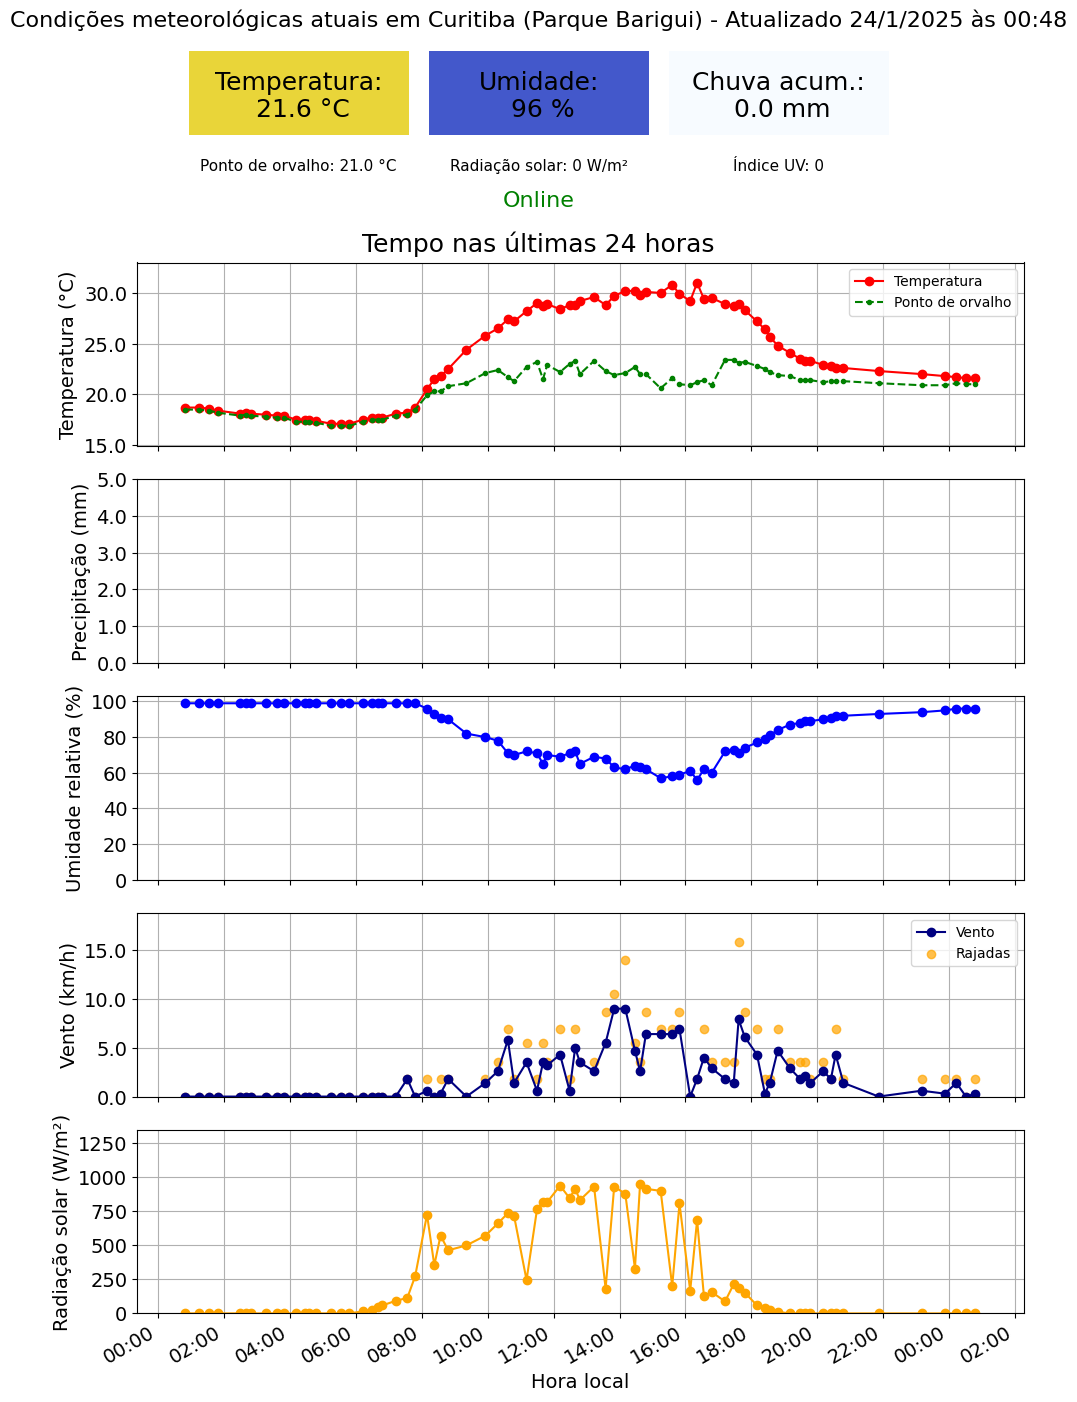 Condições meteorológicas atuais em Curitiba (Parque Barigui) - Atualizado 24/1/2025 às 00:48
Temperatura:
21.6 °C
Umidade:
96 %
Chuva acum.:
0.0 mm
Ponto de orvalho: 21.0 °C
Radiação solar: 0 W/m²
Índice UV: 0
Online
Tempo nas últimas 24 horas
Temperatura (°C)
30.0
25.0
20.0
15.0
Temperatura
Ponto de orvalho
Precipitação (mm)
5.0
4.0
3.0
2.0
1.0
0.0
Umidade relativa (%)
100
80
60
40
20
0
Vento (km/h)
15.0
10.0
5.0
0.0
Vento
Rajadas
Radiação solar (W/m²)
1250
1000
750
500
250
0
00:00 02:00 04:00 06:00 08:00 10:00 12:00 14:00 16:00 18:00 20:00 22:00 00:00 02:00
Hora local